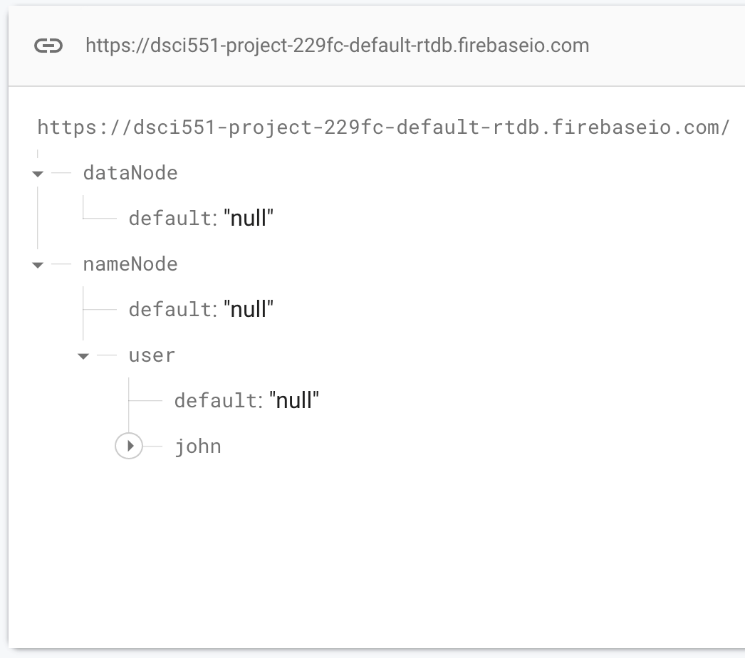 https://dsci551-project-229fc-default-rtdb.firebaseio.com
https://dsci551-project-229fc-default-rtdb.firebaseio.com/
dataNode
default: "null"
nameNode
default: "null"
user
default: "null"
john